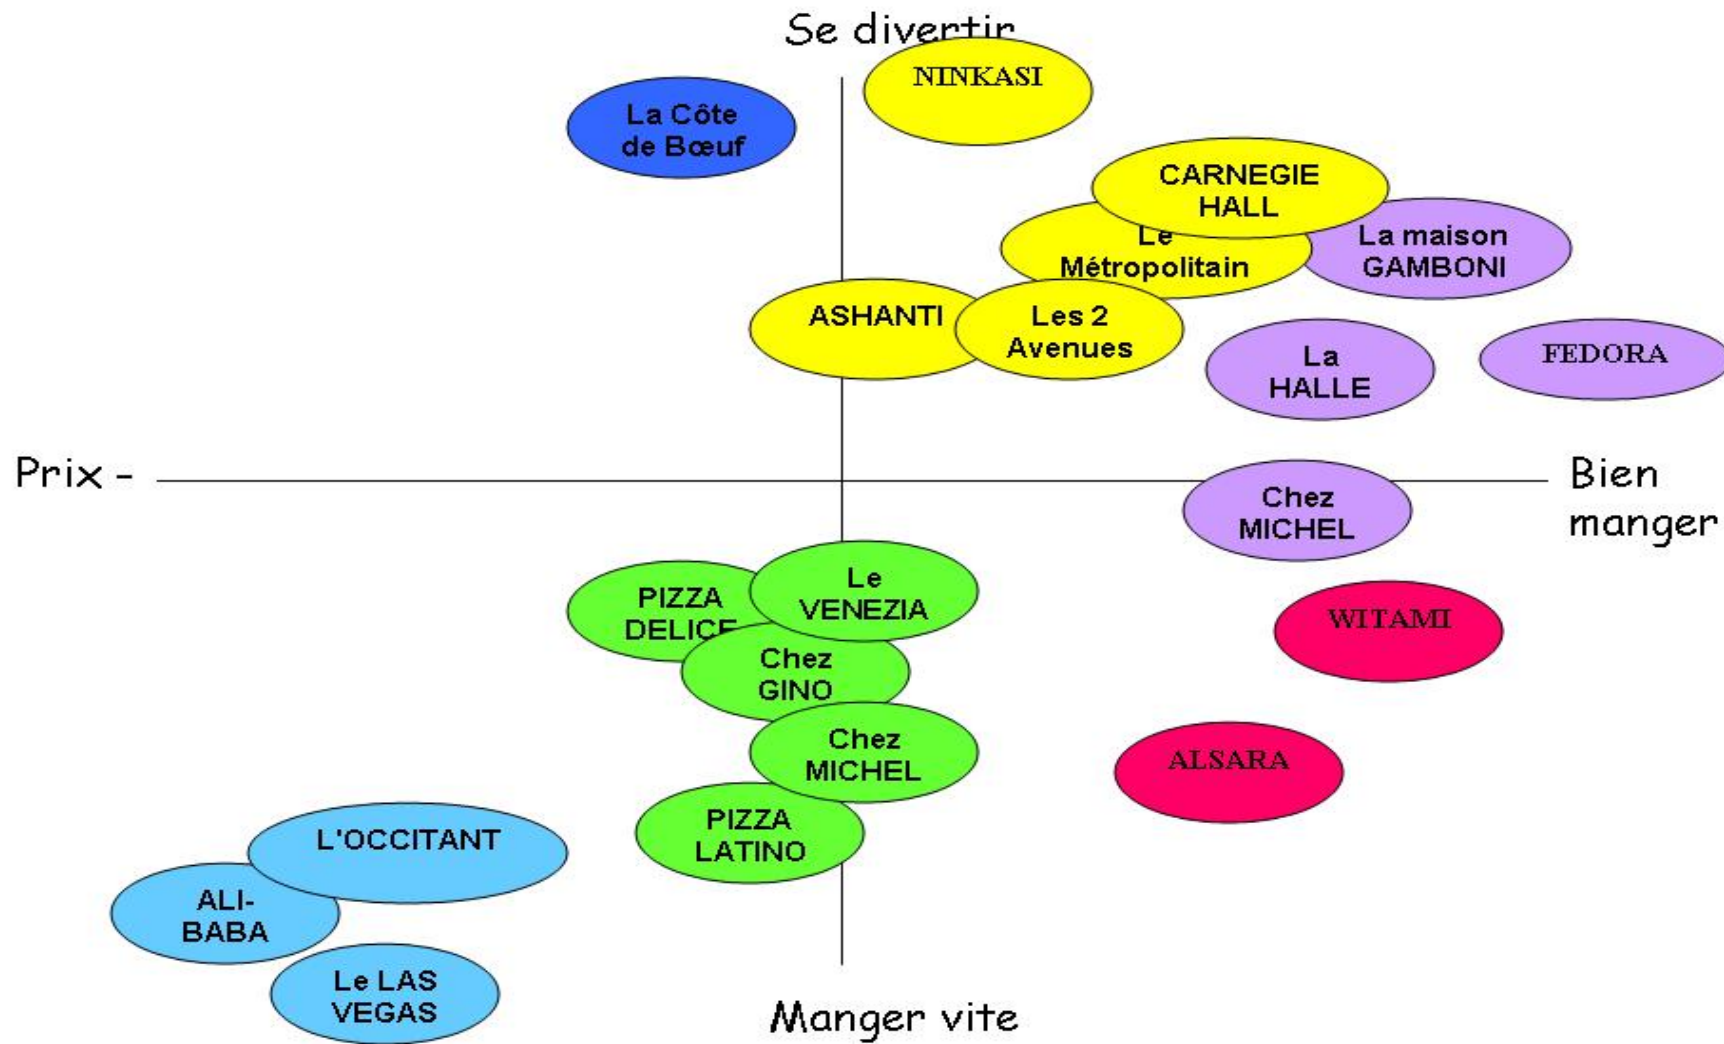 Se divertir
NINKASI
La Côte
de Bœuf
CARNEGIE
HALL
Le
Métropolitain
La maison
GAMBONI
ASHANTI
Les 2
Avenues
La
HALLE
FEDORA
Prix -
Bien
manger
Chez
MICHEL
Le
VENEZIA
PIZZA
DELICE
WITAMI
Chez
GINO
Chez
MICHEL
ALSARA
PIZZA
LATINO
L'OCCITANT
ALI-
BABA
Le LAS
VEGAS
Manger vite